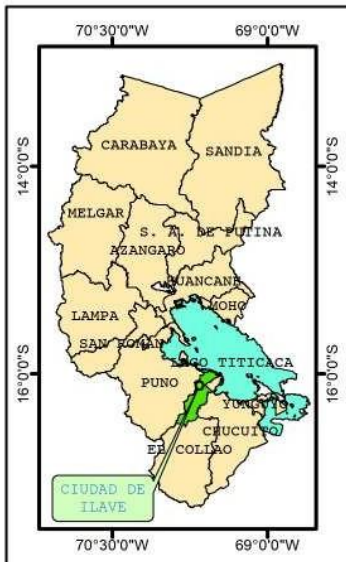 70°30'0"O 69°0'0"O
14°0'0"S 14°0'0"S
CARABAYA
SANDIA
MELGAR
S. A. DE PUTINA
AZANGARO
HUANCANE
MOHO
LAMPA
SAN ROMAN
LAGO TITICACA
16°0'0"S 16°0'0"S
PUNO
YUNGUYO
CHUCUITO
EL COLLAO
CIUDAD DE
ILAVE
70°30'0"O 69°0'0"O